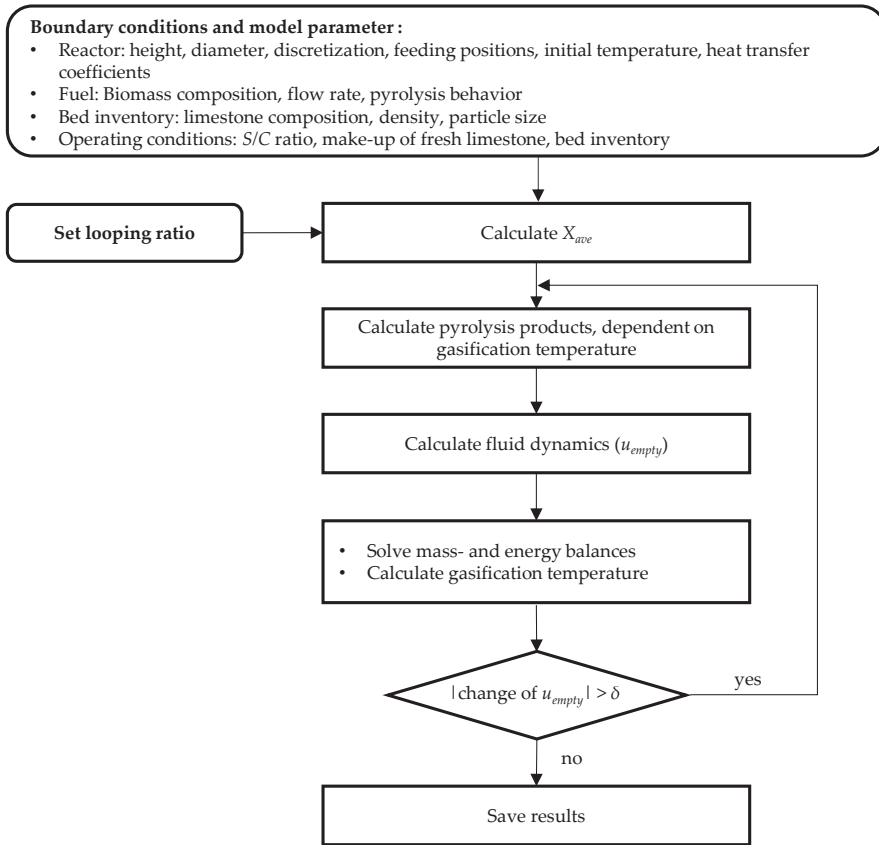 Boundary conditions and model parameter :
• Reactor: height, diameter, discretization, feeding positions, initial temperature, heat transfer
coefficients
• Fuel: Biomass composition, flow rate, pyrolysis behavior
• Bed inventory: limestone composition, density, particle size
• Operating conditions: S/C ratio, make-up of fresh limestone, bed inventory
Set looping ratio
Calculate X_ave
Calculate pyrolysis products, dependent on
gasification temperature
Calculate fluid dynamics (u_empty)
• Solve mass- and energy balances
• Calculate gasification temperature
|change of u_empty| > δ
yes
no
Save results